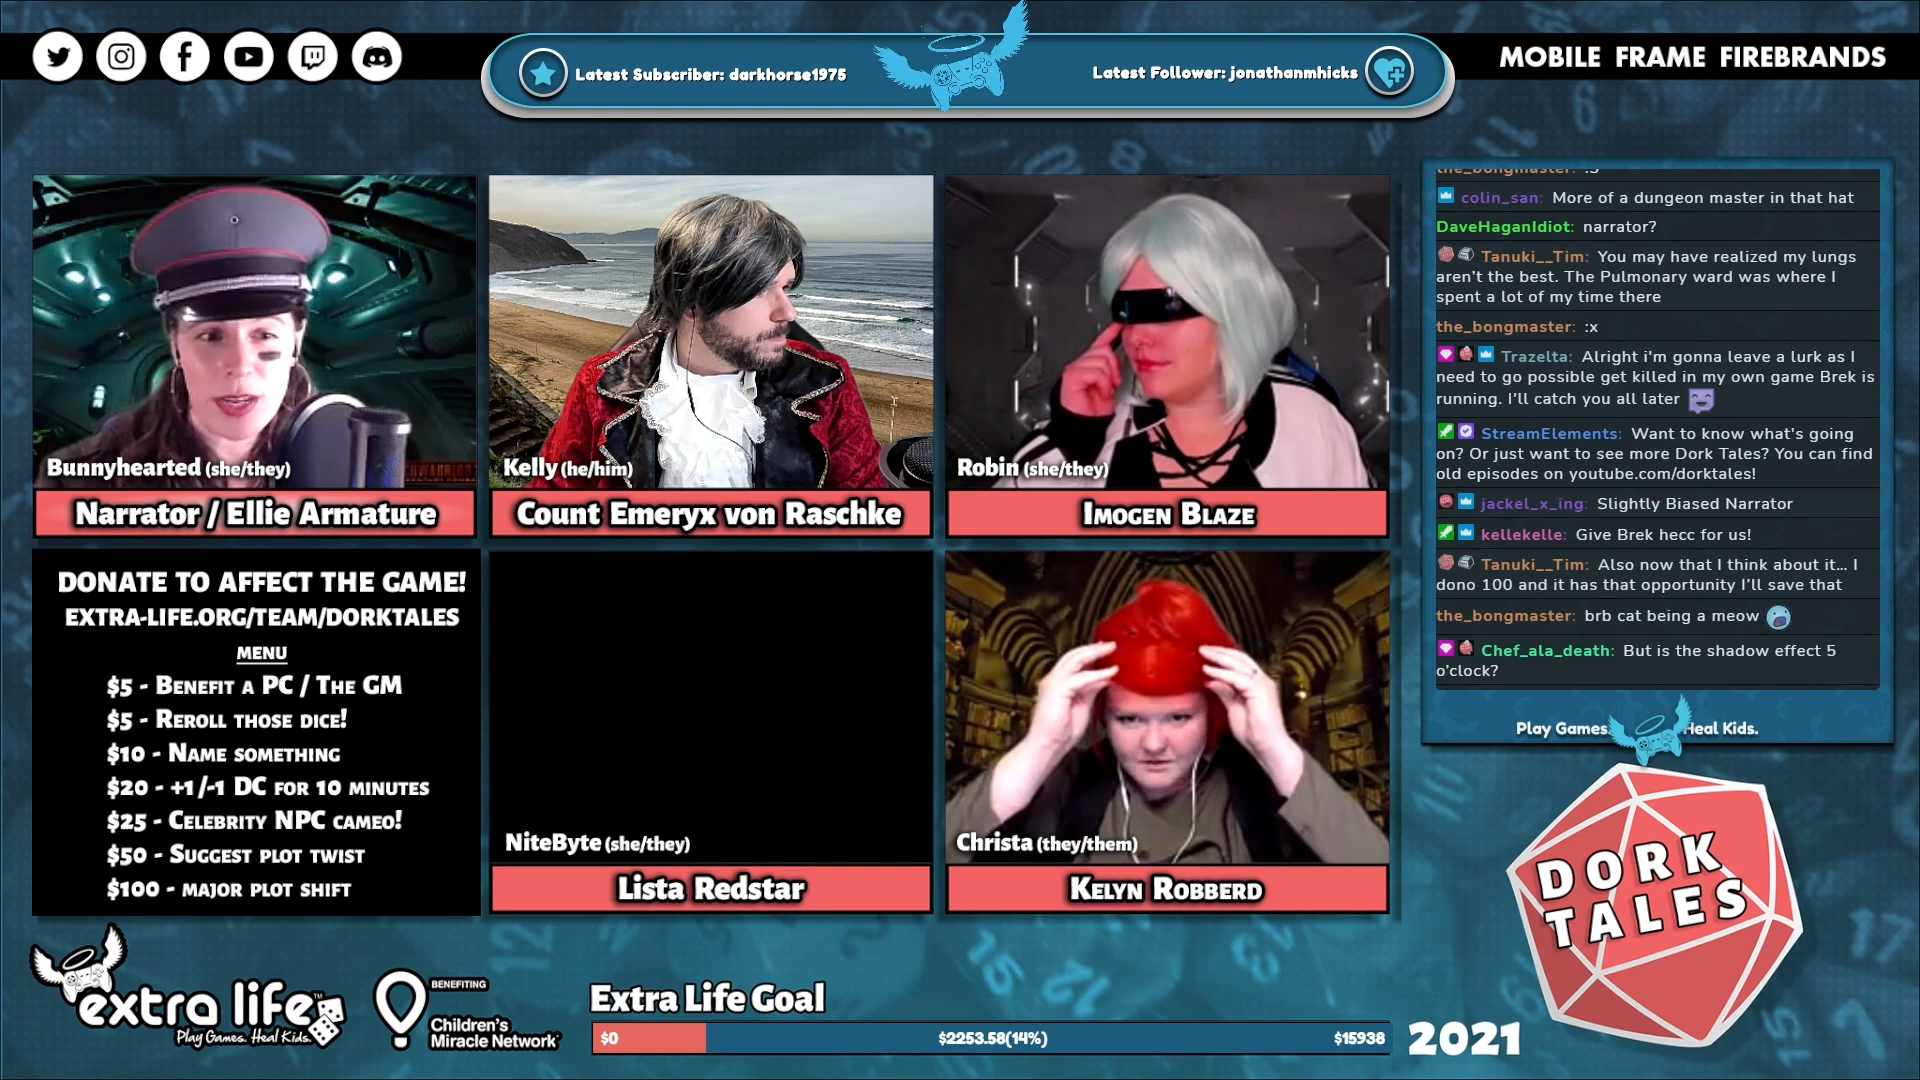 Latest Subscriber: darkhorse1975
Latest Follower: jonathanmhicks
MOBILE FRAME FIREBRANDS
Bunnyhearted (she/they)
Narrator / Ellie Armature
Kelly (he/him)
Count Emeryx von Raschke
Robin (she/they)
Imogen Blaze
DONATE TO AFFECT THE GAME!
EXTRA-LIFE.ORG/TEAM/DORKTALES
MENU
$5 - Benefit a PC / The GM
$5 - Reroll those dice!
$10 - Name something
$20 - +1/-1 DC for 10 minutes
$25 - Celebrity NPC cameo!
$50 - Suggest plot twist
$100 - major plot shift
NiteByte (she/they)
Lista Redstar
Christa (they/them)
Kelyn Robberd
the_bongmaster:
colin_san: More of a dungeon master in that hat
DaveHaganIdiot: narrator?
Tanuki__Tim: You may have realized my lungs
aren't the best. The Pulmonary ward was where I
spent a lot of my time there
the_bongmaster: :x
Trazelta: Alright i'm gonna leave a lurk as I
need to go possible get killed in my own game Brek is
running. I'll catch you all later
StreamElements: Want to know what's going
on? Or just want to see more Dork Tales? You can find
old episodes on youtube.com/dorktales!
jackel_x_ing: Slightly Biased Narrator
kellekelle: Give Brek hecc for us!
Tanuki__Tim: Also now that I think about it... I
dono 100 and it has that opportunity I'll save that
the_bongmaster: brb cat being a meow
Chef_ala_death: But is the shadow effect 5
o'clock?
Play Games. Heal Kids.
DORK
TALES
extra life™
Play Games. Heal Kids.
BENEFITING
Children's
Miracle Network
Extra Life Goal
$0
$2253.58(14%)
$15938
2021